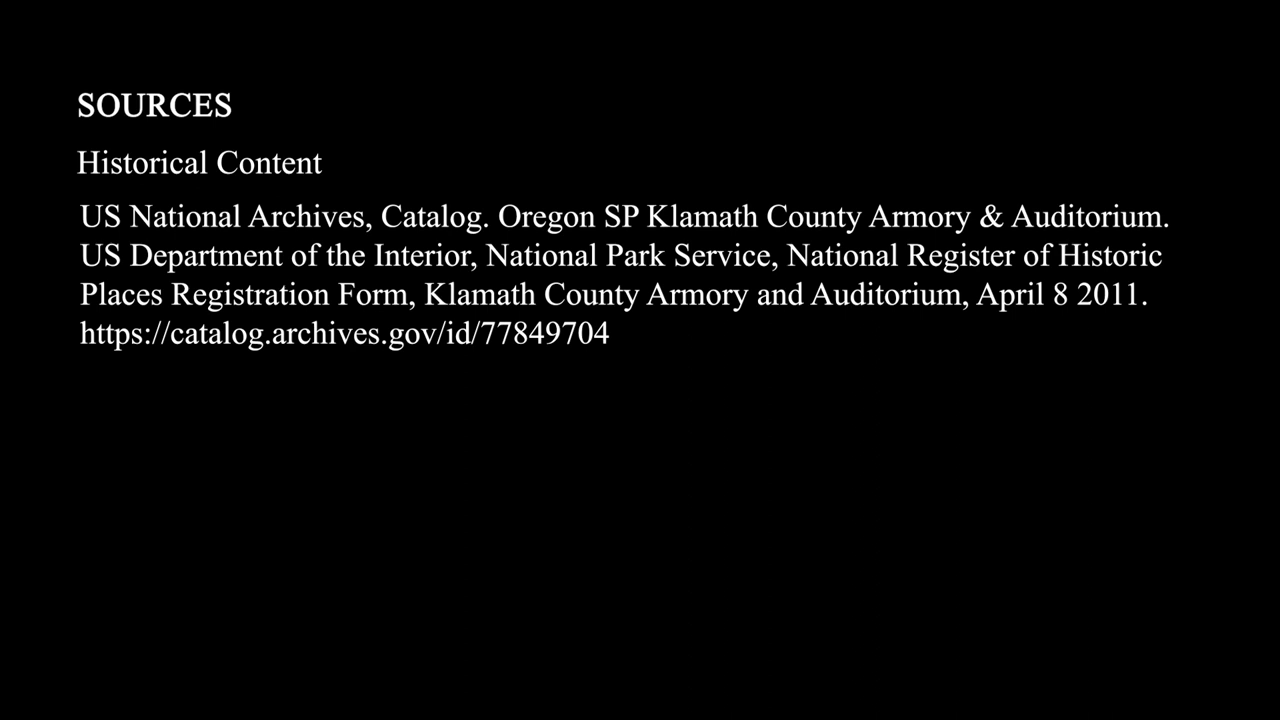 SOURCES
Historical Content
US National Archives, Catalog. Oregon SP Klamath County Armory & Auditorium.
US Department of the Interior, National Park Service, National Register of Historic
Places Registration Form, Klamath County Armory and Auditorium, April 8 2011.
https://catalog.archives.gov/id/77849704